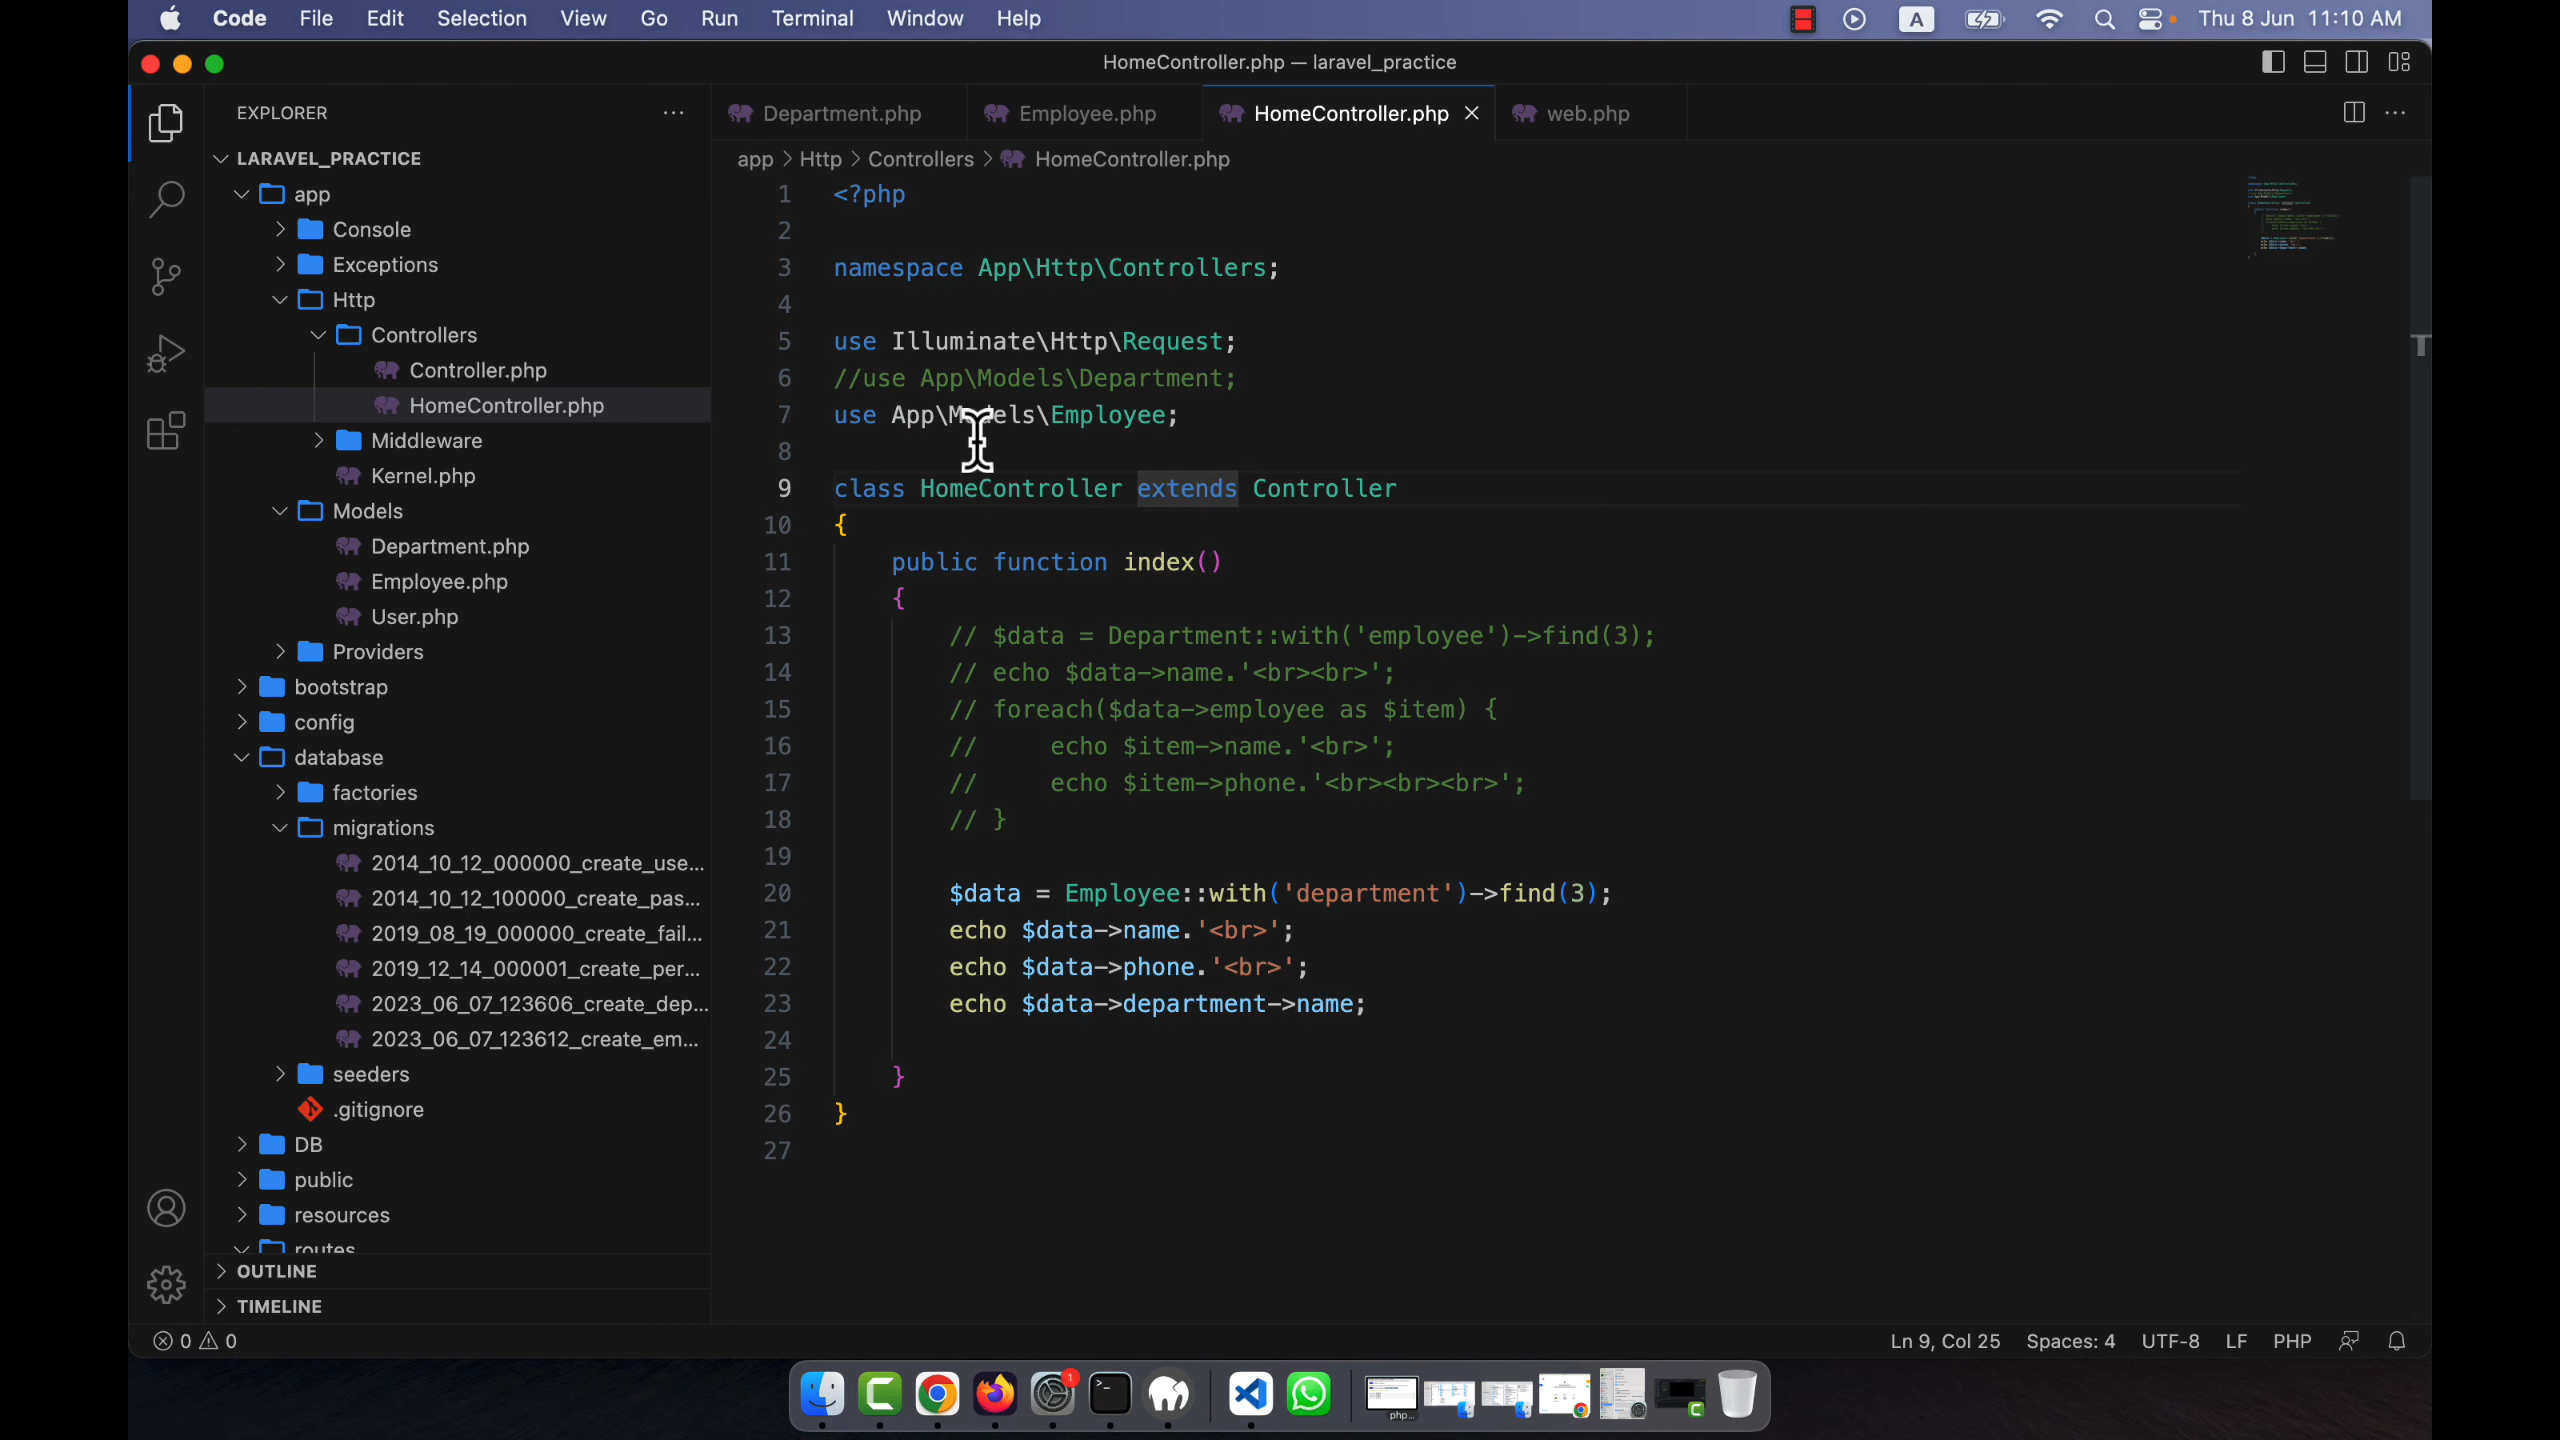 Code File Edit Selection View Go Run Terminal Window Help A Thu 8 Jun 11:10 AM
HomeController.php — laravel_practice
EXPLORER
LARAVEL_PRACTICE
app
Console
Exceptions
Http
Controllers
Controller.php
HomeController.php
Middleware
Kernel.php
Models
Department.php
Employee.php
User.php
Providers
bootstrap
config
database
factories
migrations
2014_10_12_000000_create_use...
2014_10_12_100000_create_pas...
2019_08_19_000000_create_fail...
2019_12_14_000001_create_per...
2023_06_07_123606_create_dep...
2023_06_07_123612_create_em...
seeders
.gitignore
DB
public
resources
routes
OUTLINE
TIMELINE
Department.php Employee.php HomeController.php web.php
app > Http > Controllers > HomeController.php
1 <?php
2
3 namespace App\Http\Controllers;
4
5 use Illuminate\Http\Request;
6 //use App\Models\Department;
7 use App\Models\Employee;
8
9 class HomeController extends Controller
10 {
11 public function index()
12 {
13 // $data = Department::with('employee')->find(3);
14 // echo $data->name.'<br><br>';
15 // foreach($data->employee as $item) {
16 // echo $item->name.'<br>';
17 // echo $item->phone.'<br><br><br>';
18 // }
19
20 $data = Employee::with('department')->find(3);
21 echo $data->name.'<br>';
22 echo $data->phone.'<br>';
23 echo $data->department->name;
24
25 }
26 }
27
0 0 Ln 9, Col 25 Spaces: 4 UTF-8 LF PHP
1
php...